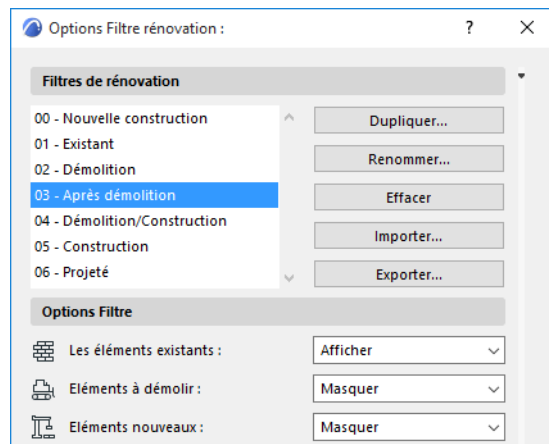 Options Filtre rénovation : ?
Filtres de rénovation
00 - Nouvelle construction
01 - Existant
02 - Démolition
03 - Après démolition
04 - Démolition/Construction
05 - Construction
06 - Projeté
Dupliquer...
Renommer...
Effacer
Importer...
Exporter...
Options Filtre
Les éléments existants : Afficher
Eléments à démolir : Masquer
Eléments nouveaux : Masquer